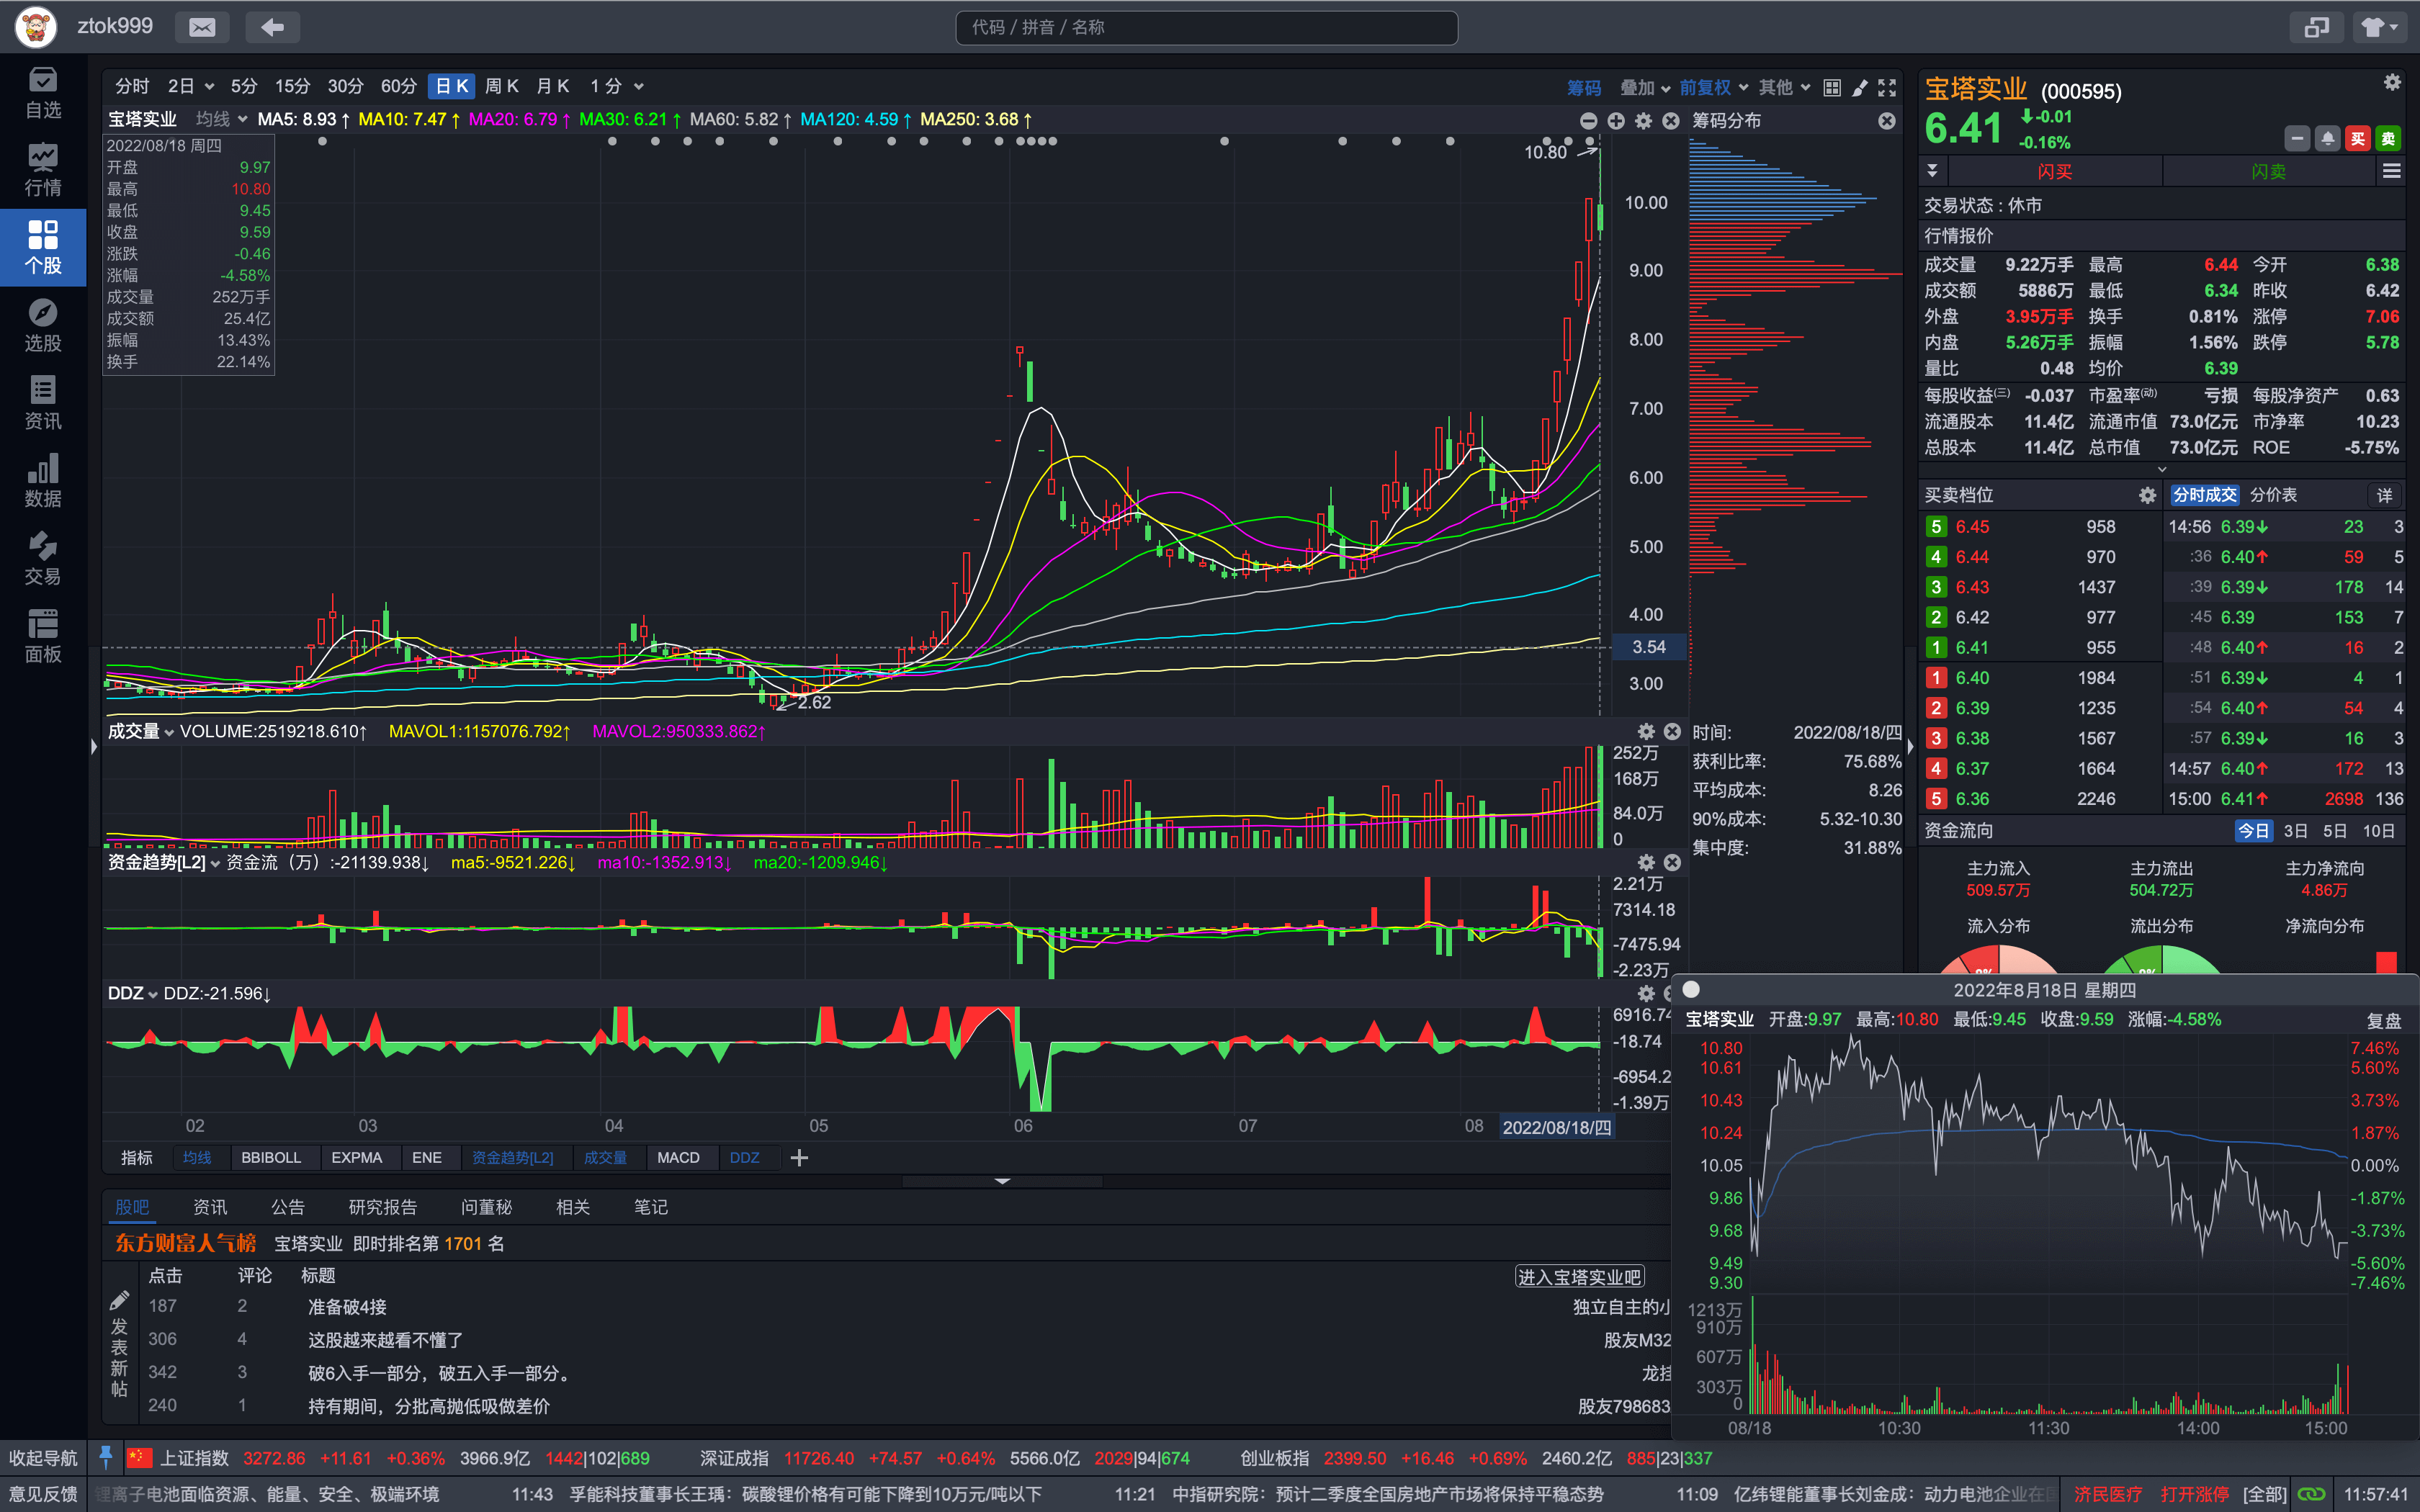 ztok999
代码 / 拼音 / 名称
自选
行情
个股
选股
资讯
数据
交易
面板
分时 2日 5分 15分 30分 60分 日K 周K 月K 1分 筹码 叠加 前复权 其他
宝塔实业 均线 MA5: 8.93↑ MA10: 7.47↑ MA20: 6.79↑ MA30: 6.21↑ MA60: 5.82↑ MA120: 4.59↑ MA250: 3.68↑
2022/08/18 周四
开盘 9.97
最高 10.80
最低 9.45
收盘 9.59
涨跌 -0.46
涨幅 -4.58%
成交量 252万手
成交额 25.4亿
振幅 13.43%
换手 22.14%
10.80
2.62
10.00
9.00
8.00
7.00
6.00
5.00
4.00
3.54
3.00
筹码分布
时间: 2022/08/18/四
获利比率: 75.68%
平均成本: 8.26
90%成本: 5.32-10.30
集中度: 31.88%
成交量 VOLUME:2519218.610↑ MAVOL1:1157076.792↑ MAVOL2:950333.862↑
252万
168万
84.0万
0
资金趋势[L2] 资金流（万）:-21139.938↓ ma5:-9521.226↓ ma10:-1352.913↓ ma20:-1209.946↓
2.21万
7314.18
-7475.94
-2.23万
DDZ DDZ:-21.596↓
6916.74
-18.74
-6954.2
-1.39万
02 03 04 05 06 07 08 2022/08/18/四
指标 均线 BBIBOLL EXPMA ENE 资金趋势[L2] 成交量 MACD DDZ
股吧 资讯 公告 研究报告 问董秘 相关 笔记
东方财富人气榜 宝塔实业 即时排名第 1701 名
点击 评论 标题 进入宝塔实业吧
187 2 准备破4接 独立自主的小
306 4 这股越来越看不懂了 股友M32
342 3 破6入手一部分，破五入手一部分。
240 1 持有期间，分批高抛低吸做差价 股友798683
发表新帖
宝塔实业 (000595)
6.41 -0.01
-0.16%
买 卖
闪买 闪卖
交易状态 : 休市
行情报价
成交量 9.22万手 最高 6.44 今开 6.38
成交额 5886万 最低 6.34 昨收 6.42
外盘 3.95万手 换手 0.81% 涨停 7.06
内盘 5.26万手 振幅 1.56% 跌停 5.78
量比 0.48 均价 6.39
每股收益(三) -0.037 市盈率(动) 亏损 每股净资产 0.63
流通股本 11.4亿 流通市值 73.0亿元 市净率 10.23
总股本 11.4亿 总市值 73.0亿元 ROE -5.75%
买卖档位
5 6.45 958
4 6.44 970
3 6.43 1437
2 6.42 977
1 6.41 955
1 6.40 1984
2 6.39 1235
3 6.38 1567
4 6.37 1664
5 6.36 2246
分时成交 分价表 详
14:56 6.39↓ 23 3
:36 6.40↑ 59 5
:39 6.39↓ 178 14
:45 6.39 153 7
:48 6.40↑ 16 2
:51 6.39↓ 4 1
:54 6.40↑ 54 4
:57 6.39↓ 16 3
14:57 6.40↑ 172 13
15:00 6.41↑ 2698 136
资金流向 今日 3日 5日 10日
主力流入 主力流出 主力净流向
509.57万 504.72万 4.86万
流入分布 流出分布 净流向分布
2022年8月18日 星期四
宝塔实业 开盘:9.97 最高:10.80 最低:9.45 收盘:9.59 涨幅:-4.58%
复盘
10.80 7.46%
10.61 5.60%
10.43 3.73%
10.24 1.87%
10.05 0.00%
9.86 -1.87%
9.68 -3.73%
9.49 -5.60%
9.30 -7.46%
1213万
910万
607万
303万
0
08/18 10:30 11:30 14:00 15:00
收起导航 上证指数 3272.86 +11.61 +0.36% 3966.9亿 1442|102|689 深证成指 11726.40 +74.57 +0.64% 5566.0亿 2029|94|674 创业板指 2399.50 +16.46 +0.69% 2460.2亿 885|23|337
意见反馈 锂离子电池面临资源、能量、安全、极端环境 11:43 孚能科技董事长王瑀：碳酸锂价格有可能下降到10万元/吨以下 11:21 中指研究院：预计二季度全国房地产市场将保持平稳态势 11:09 亿纬锂能董事长刘金成：动力电池企业在 济民医疗 打开涨停 [全部] 11:57:41